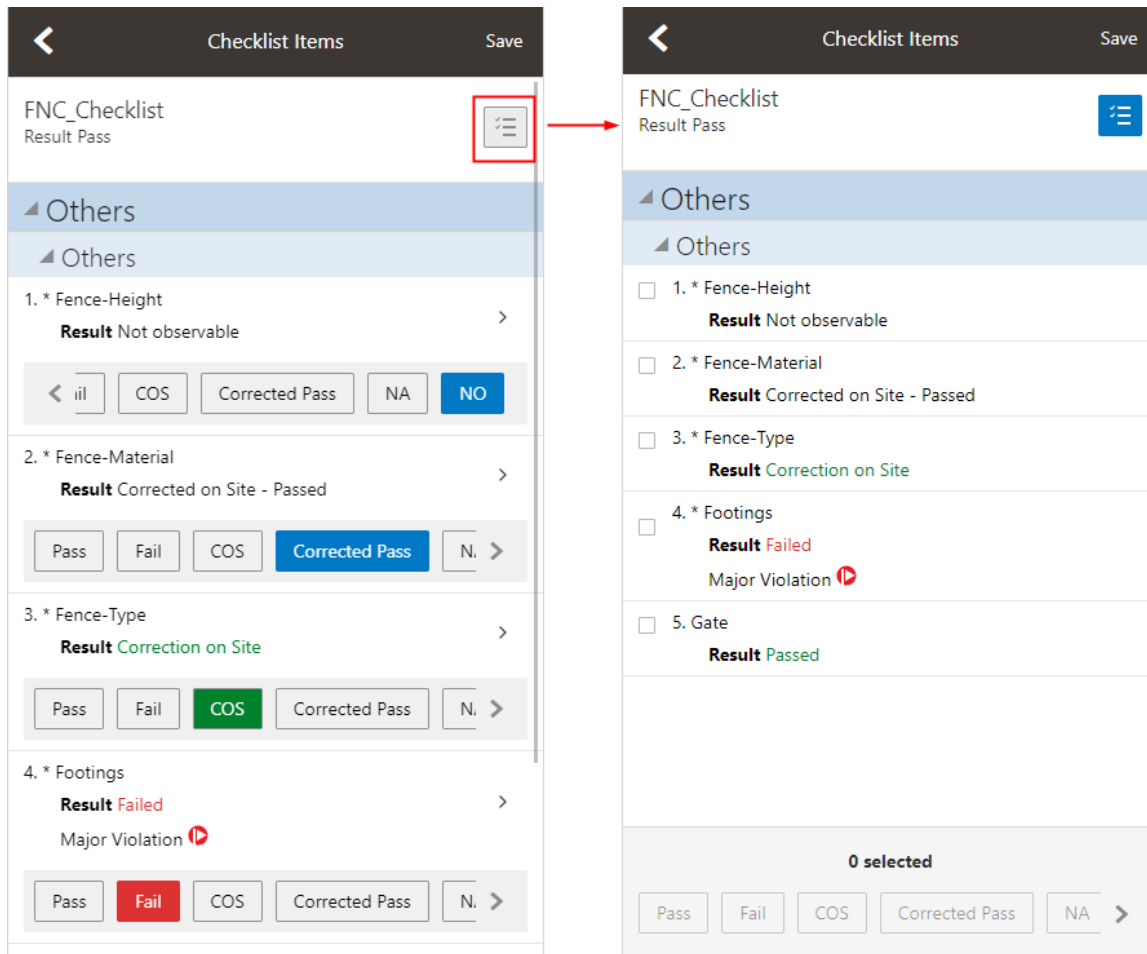 Checklist Items
Save
FNC_Checklist
Result Pass
Others
Others
1. * Fence-Height
Result Not observable
COS Corrected Pass NA NO
2. * Fence-Material
Result Corrected on Site - Passed
Pass Fail COS Corrected Pass
3. * Fence-Type
Result Correction on Site
Pass Fail COS Corrected Pass
4. * Footings
Result Failed
Major Violation
Pass Fail COS Corrected Pass
Checklist Items
Save
FNC_Checklist
Result Pass
Others
Others
1. * Fence-Height
Result Not observable
2. * Fence-Material
Result Corrected on Site - Passed
3. * Fence-Type
Result Correction on Site
4. * Footings
Result Failed
Major Violation
5. Gate
Result Passed
0 selected
Pass Fail COS Corrected Pass NA